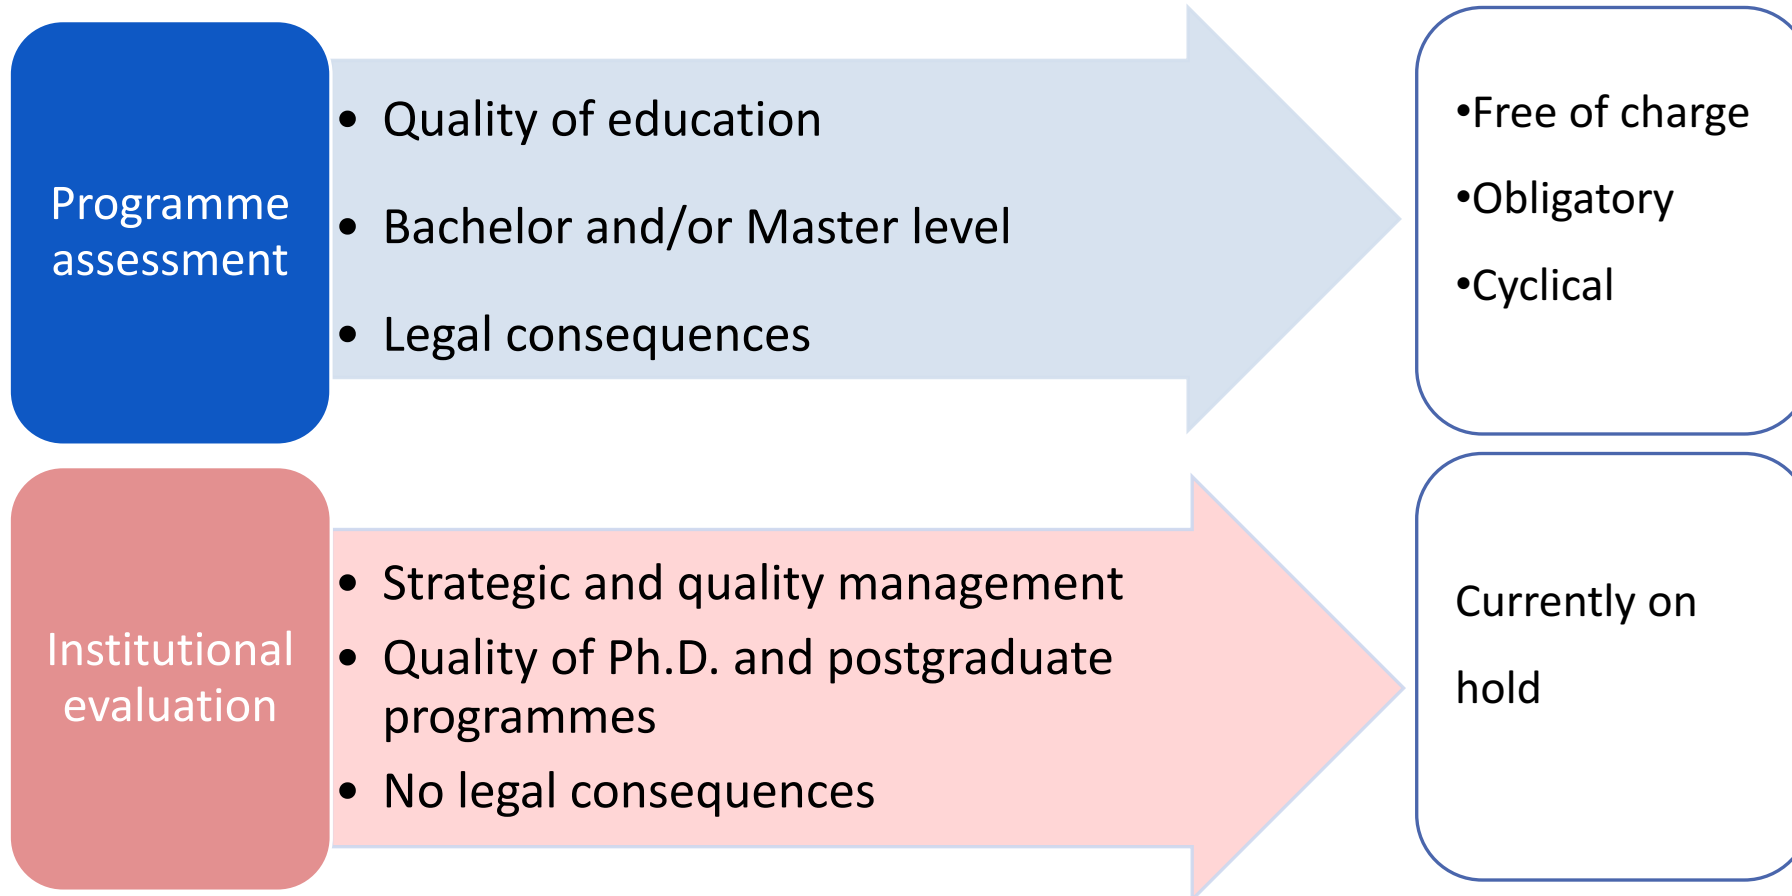 Programme
assessment
• Quality of education
• Bachelor and/or Master level
• Legal consequences
•Free of charge
•Obligatory
•Cyclical
Institutional
evaluation
• Strategic and quality management
• Quality of Ph.D. and postgraduate
programmes
• No legal consequences
Currently on
hold